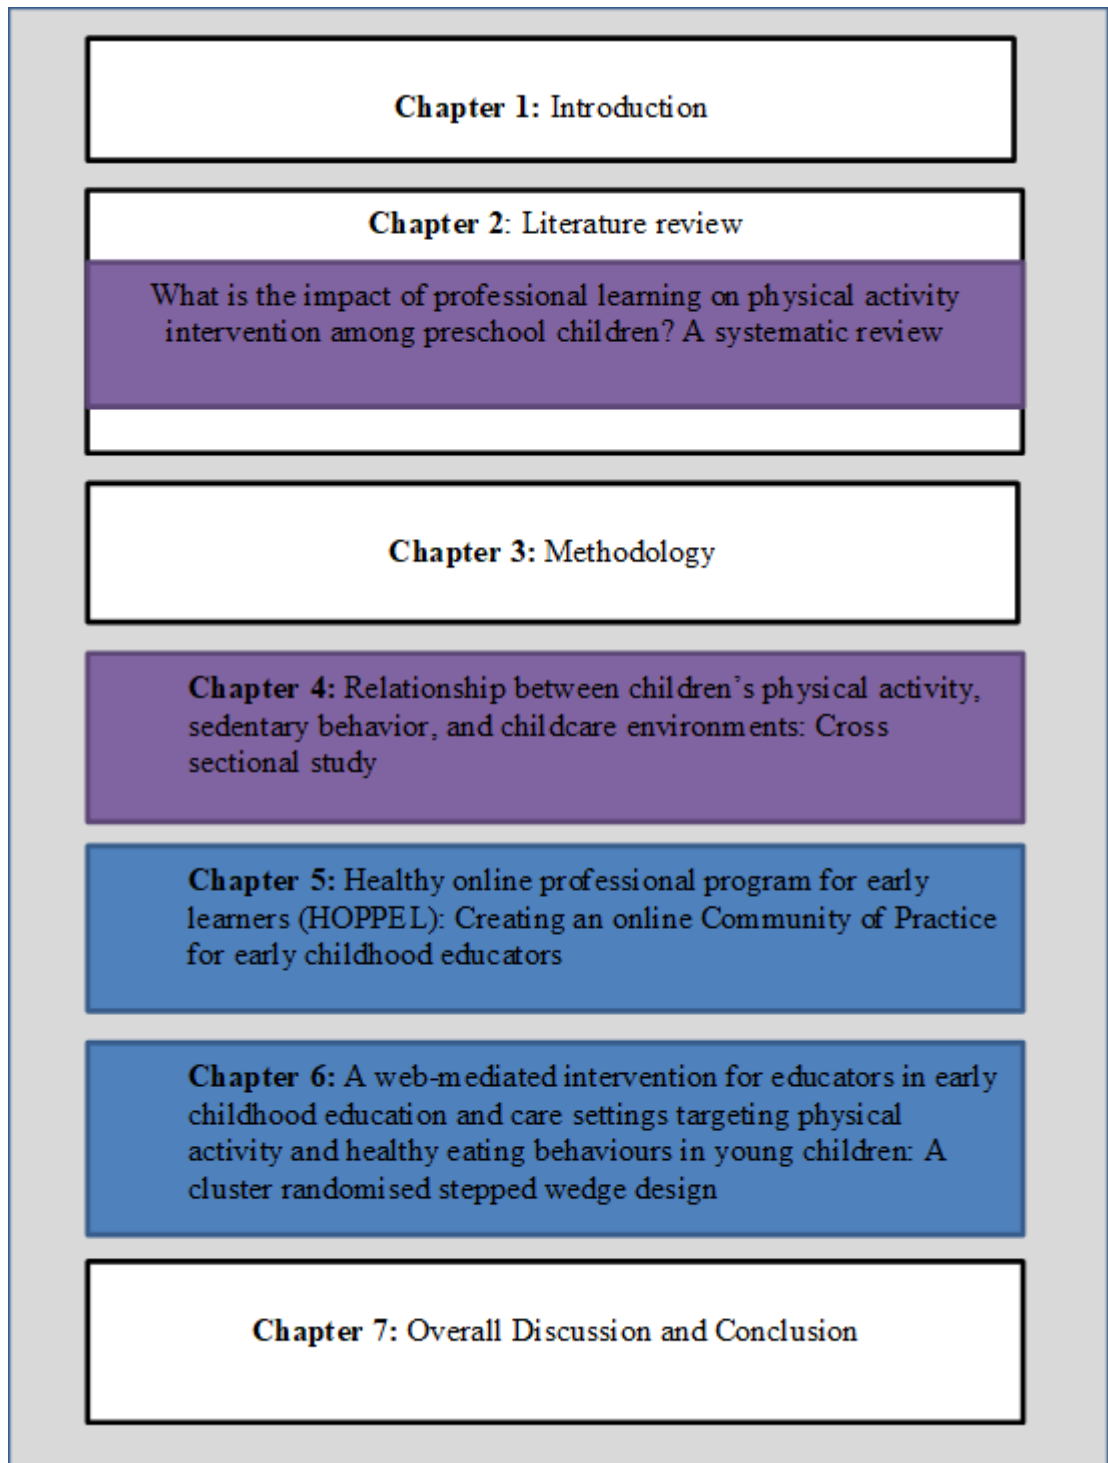 Chapter 1: Introduction
Chapter 2: Literature review
What is the impact of professional learning on physical activity
intervention among preschool children? A systematic review
Chapter 3: Methodology
Chapter 4: Relationship between children's physical activity,
sedentary behavior, and childcare environments: Cross
sectional study
Chapter 5: Healthy online professional program for early
learners (HOPPEL): Creating an online Community of Practice
for early childhood educators
Chapter 6: A web-mediated intervention for educators in early
childhood education and care settings targeting physical
activity and healthy eating behaviours in young children: A
cluster randomised stepped wedge design
Chapter 7: Overall Discussion and Conclusion